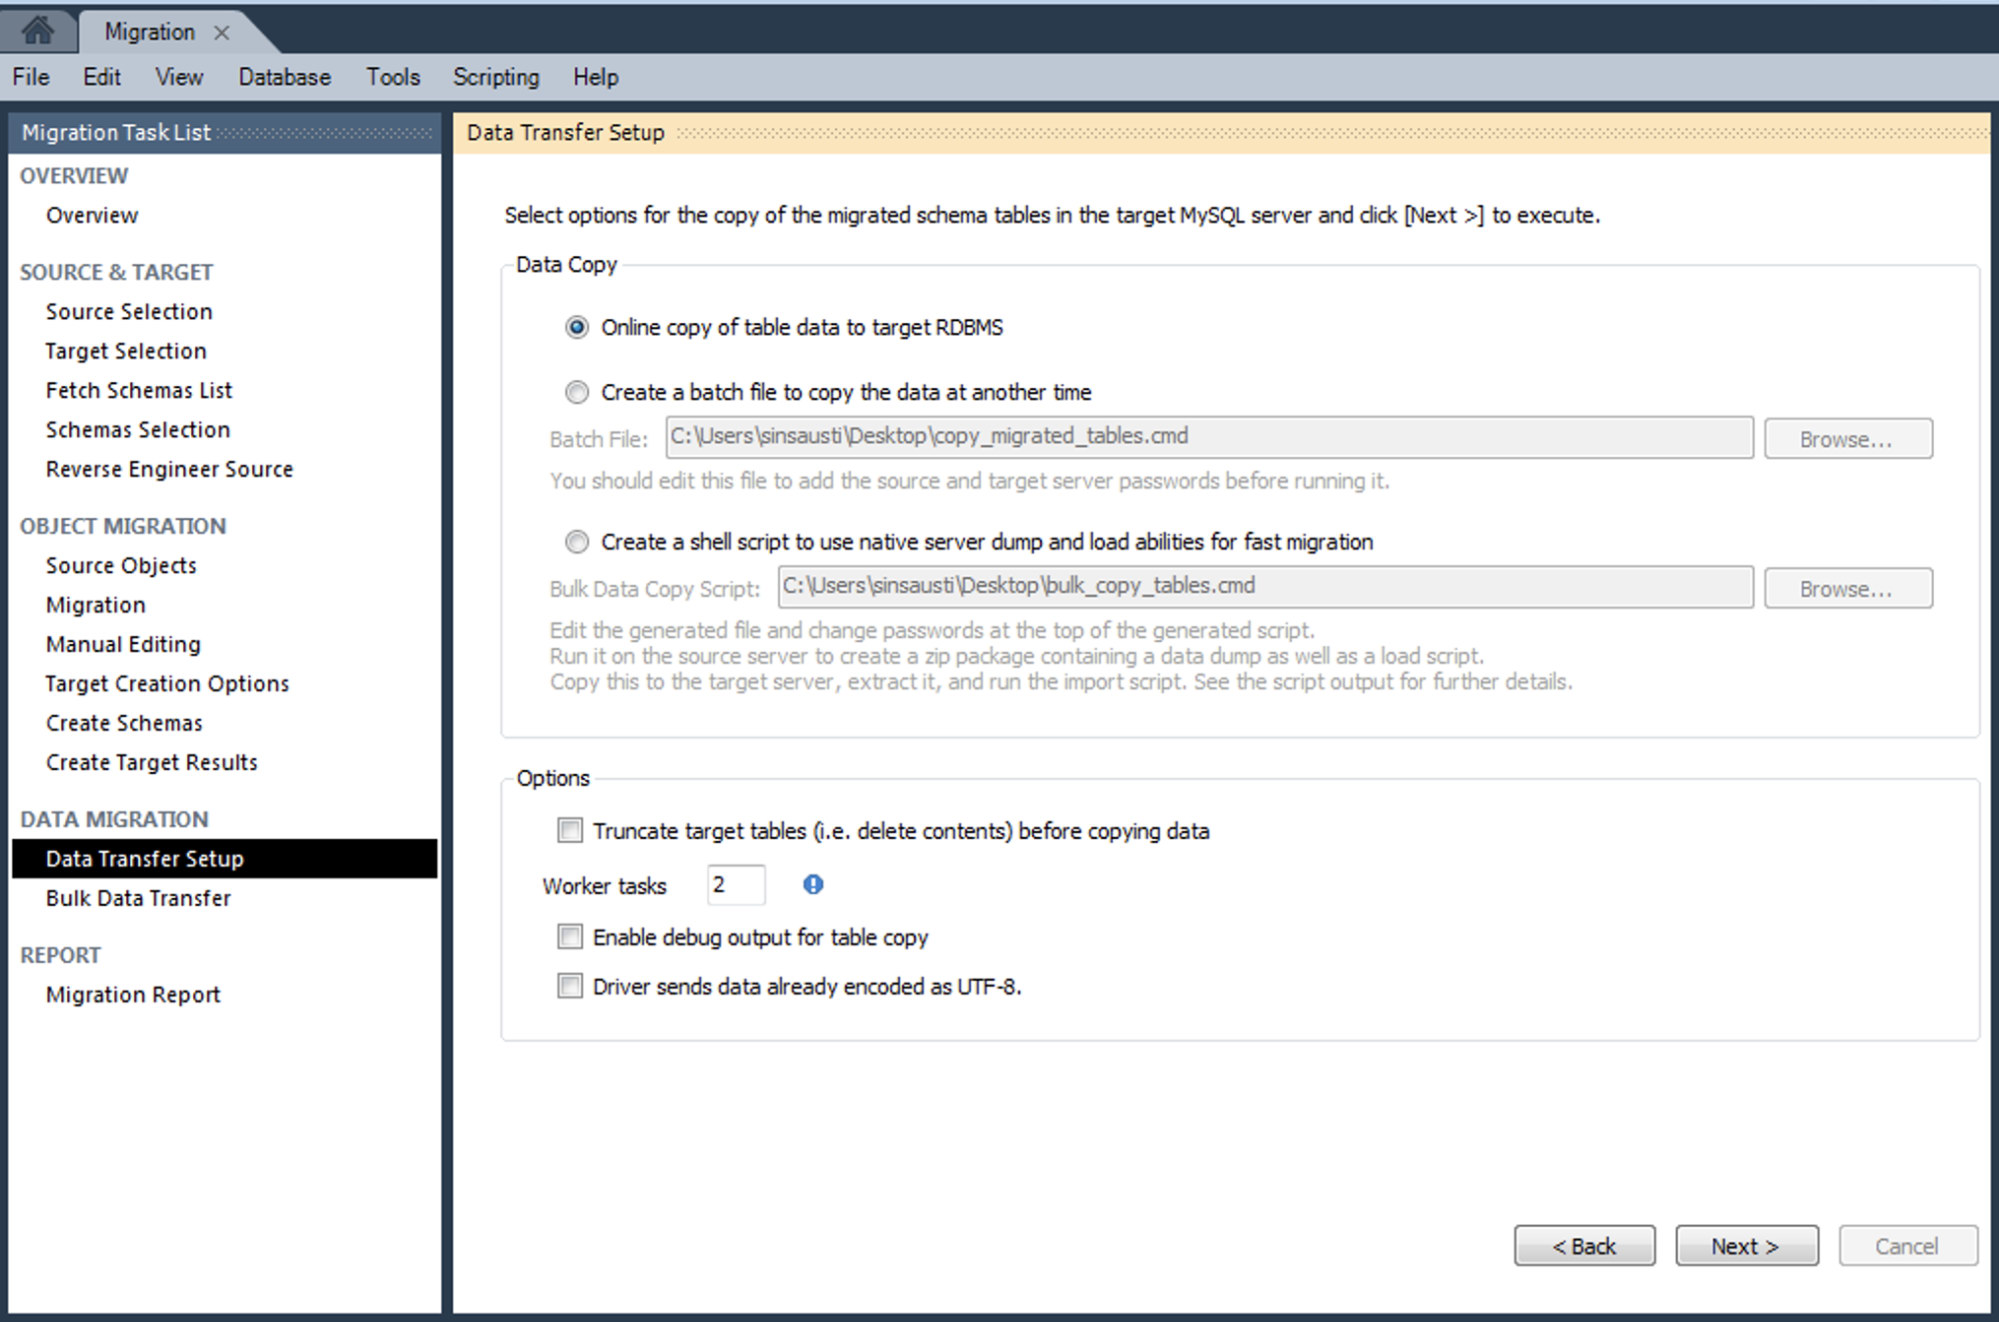 Migration
File Edit View Database Tools Scripting Help
Migration Task List
OVERVIEW
Overview
SOURCE & TARGET
Source Selection
Target Selection
Fetch Schemas List
Schemas Selection
Reverse Engineer Source
OBJECT MIGRATION
Source Objects
Migration
Manual Editing
Target Creation Options
Create Schemas
Create Target Results
DATA MIGRATION
Data Transfer Setup
Bulk Data Transfer
REPORT
Migration Report
Data Transfer Setup
Select options for the copy of the migrated schema tables in the target MySQL server and click [Next >] to execute.
Data Copy
Online copy of table data to target RDBMS
Create a batch file to copy the data at another time
Batch File: C:\Users\sinsausti\Desktop\copy_migrated_tables.cmd Browse...
You should edit this file to add the source and target server passwords before running it.
Create a shell script to use native server dump and load abilities for fast migration
Bulk Data Copy Script: C:\Users\sinsausti\Desktop\bulk_copy_tables.cmd Browse...
Edit the generated file and change passwords at the top of the generated script.
Run it on the source server to create a zip package containing a data dump as well as a load script.
Copy this to the target server, extract it, and run the import script. See the script output for further details.
Options
Truncate target tables (i.e. delete contents) before copying data
Worker tasks 2
Enable debug output for table copy
Driver sends data already encoded as UTF-8.
< Back Next > Cancel